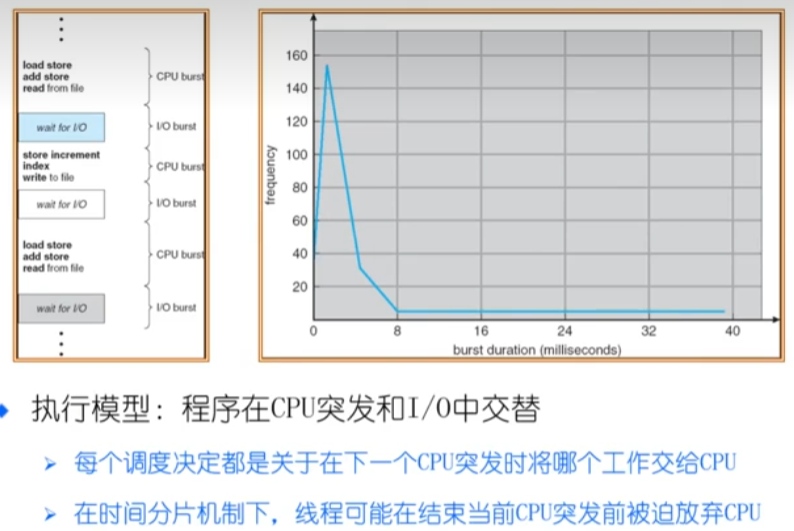 load store
add store
read from file
CPU burst
wait for I/O
I/O burst
store increment
index
write to file
CPU burst
wait for I/O
I/O burst
load store
add store
read from file
CPU burst
wait for I/O
I/O burst
frequency
160
140
120
100
80
60
40
20
0 8 16 24 32 40
burst duration (milliseconds)
执行模型：程序在CPU突发和I/O中交替
每个调度决定都是关于在下一个CPU突发时将哪个工作交给CPU
在时间分片机制下，线程可能在结束当前CPU突发前被迫放弃CPU